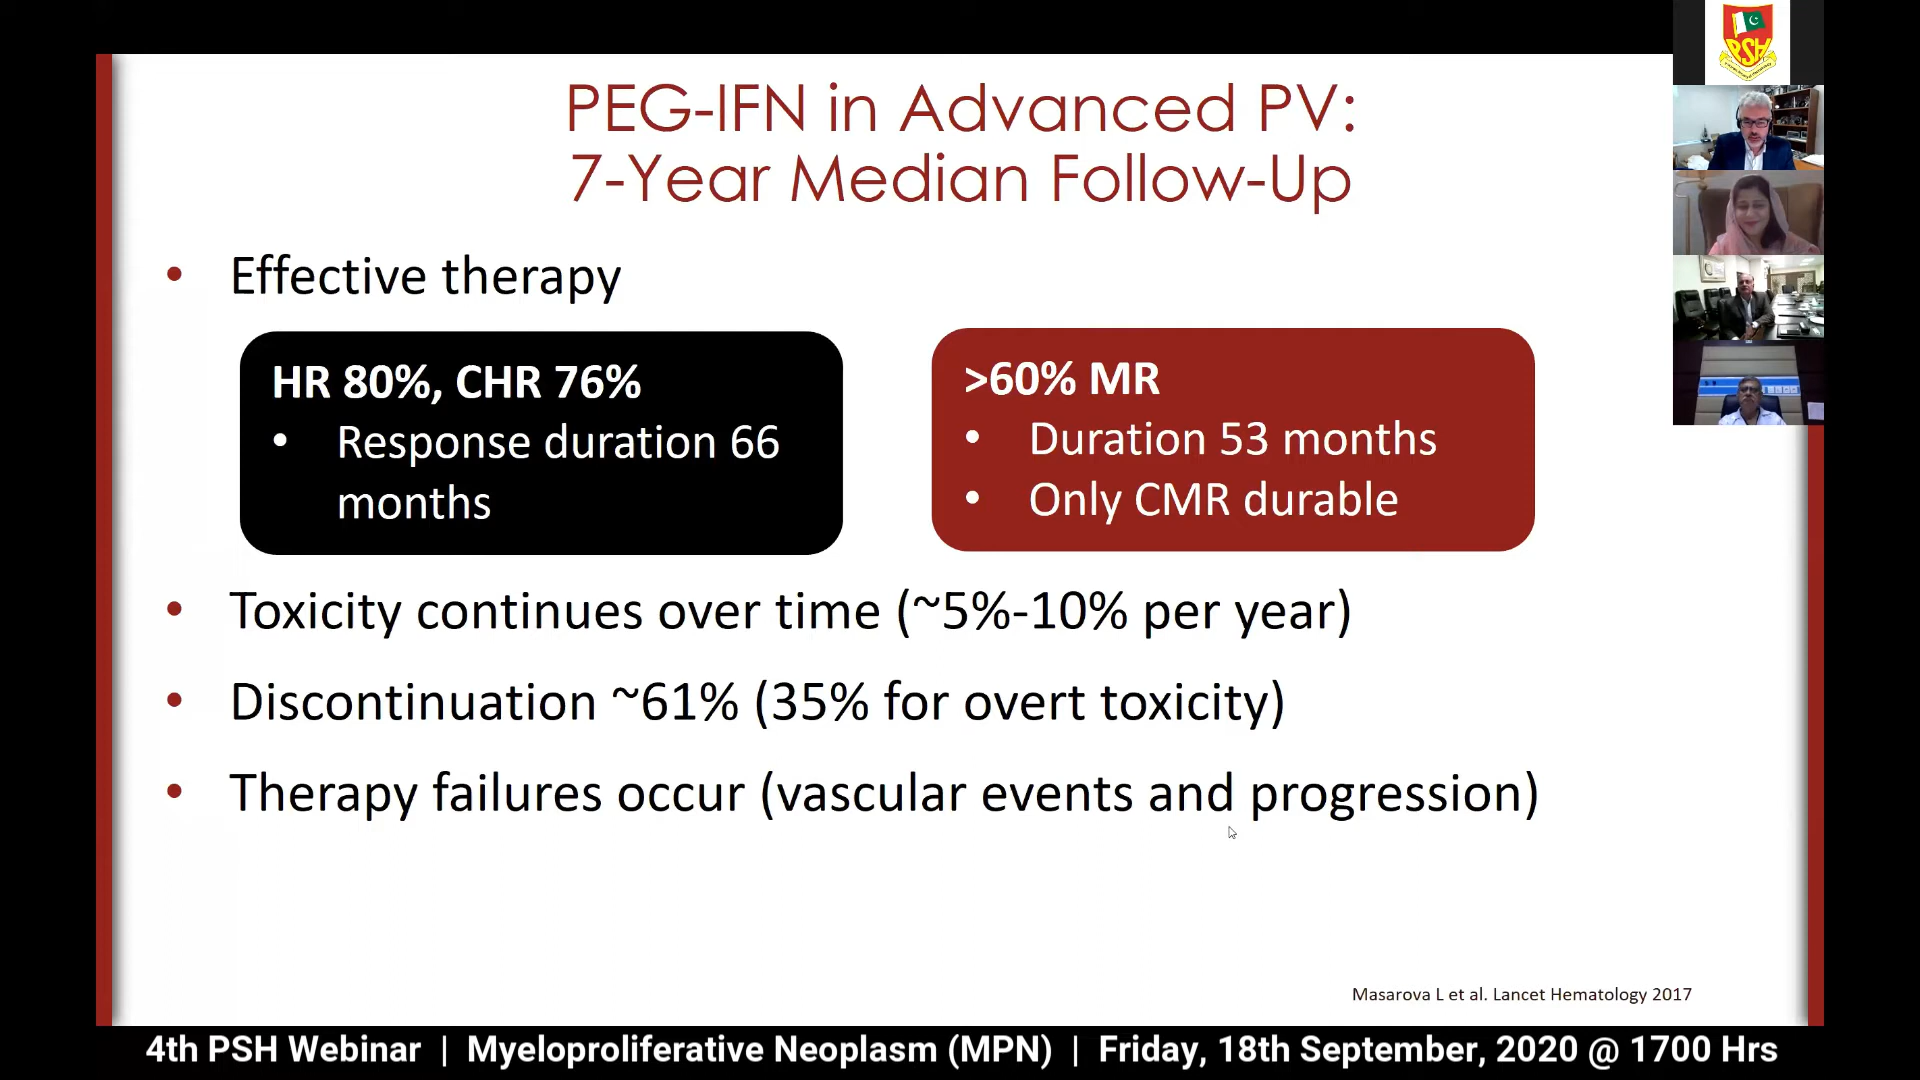 PEG-IFN in Advanced PV:
7-Year Median Follow-Up
• Effective therapy
HR 80%, CHR 76%
• Response duration 66
months
>60% MR
• Duration 53 months
• Only CMR durable
• Toxicity continues over time (~5%-10% per year)
• Discontinuation ~61% (35% for overt toxicity)
• Therapy failures occur (vascular events and progression)
Masarova L et al. Lancet Hematology 2017
PSH
4th PSH Webinar | Myeloproliferative Neoplasm (MPN) | Friday, 18th September, 2020 @ 1700 Hrs